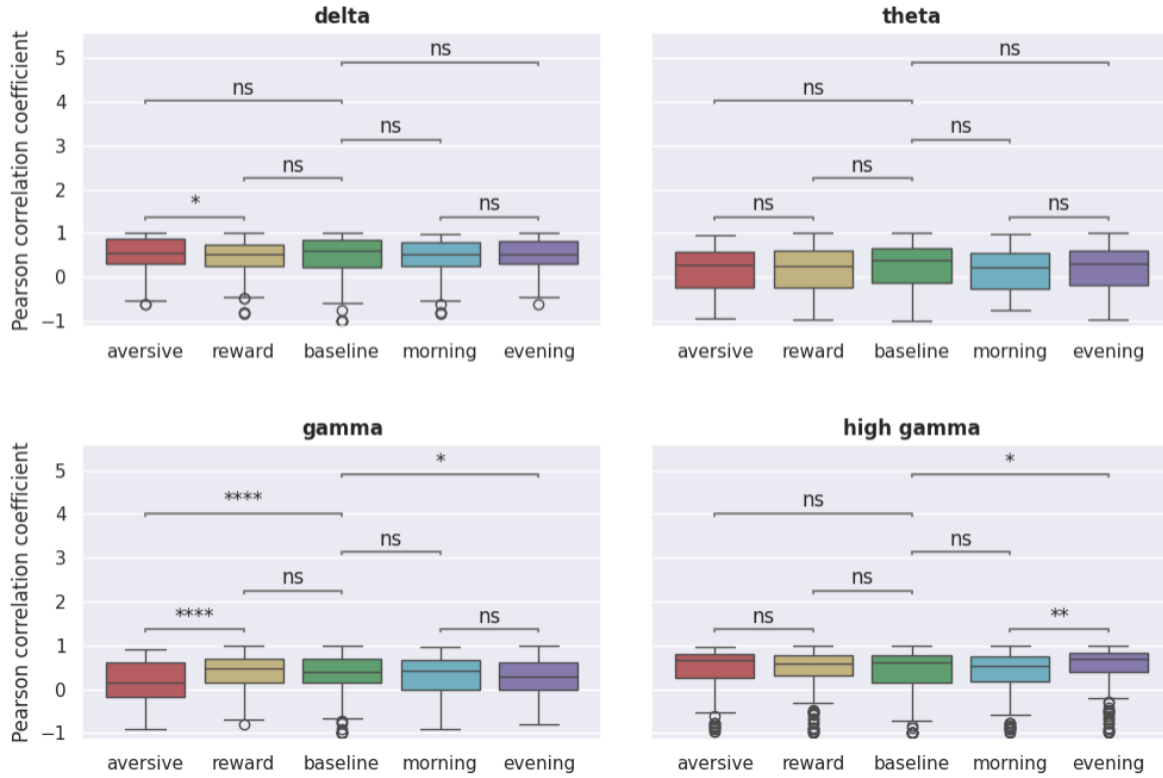 delta
theta
Pearson correlation coefficient
5
4
3
2
1
0
−1
ns
ns
ns
ns
ns
ns
ns
*
ns
ns
ns
aversive reward baseline morning evening
aversive reward baseline morning evening
gamma
high gamma
Pearson correlation coefficient
5
4
3
2
1
0
−1
*
****
ns
ns
****
ns
*
ns
ns
ns
ns
**
aversive reward baseline morning evening
aversive reward baseline morning evening